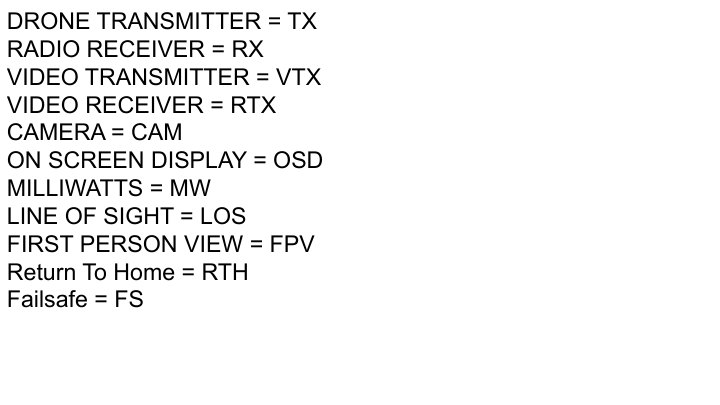 DRONE TRANSMITTER = TX
RADIO RECEIVER = RX
VIDEO TRANSMITTER = VTX
VIDEO RECEIVER = RTX
CAMERA = CAM
ON SCREEN DISPLAY = OSD
MILLIWATTS = MW
LINE OF SIGHT = LOS
FIRST PERSON VIEW = FPV
Return To Home = RTH
Failsafe = FS